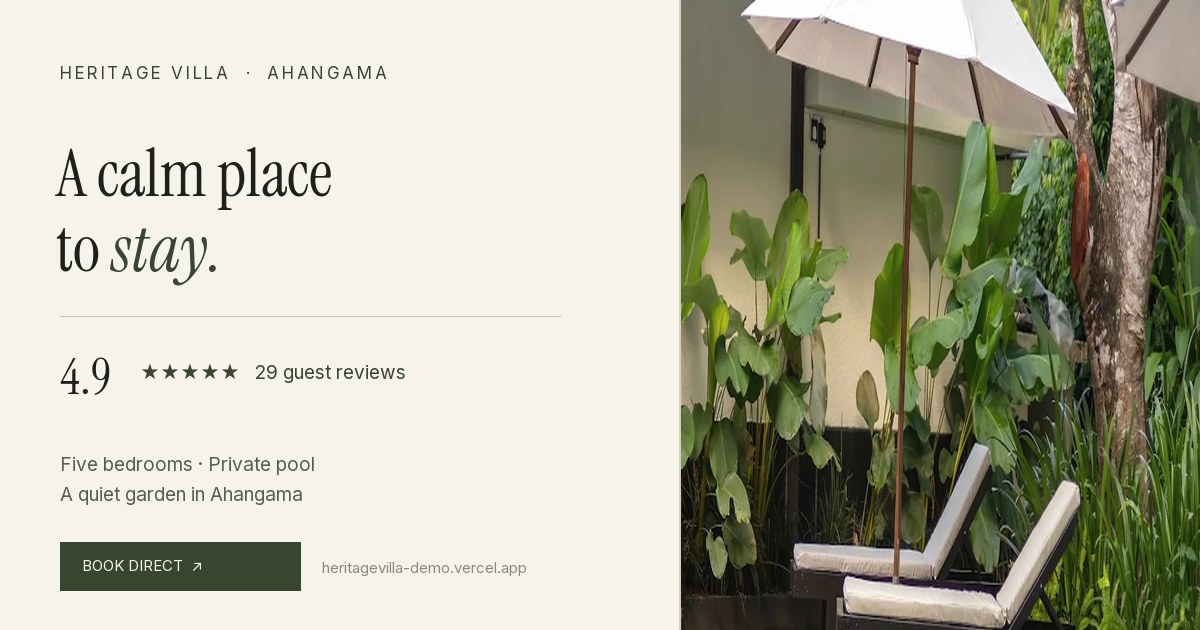 HERITAGE VILLA · AHANGAMA
A calm place
to stay.
4.9 ★★★★★ 29 guest reviews
Five bedrooms · Private pool
A quiet garden in Ahangama
BOOK DIRECT ↗ heritagevilla-demo.vercel.app